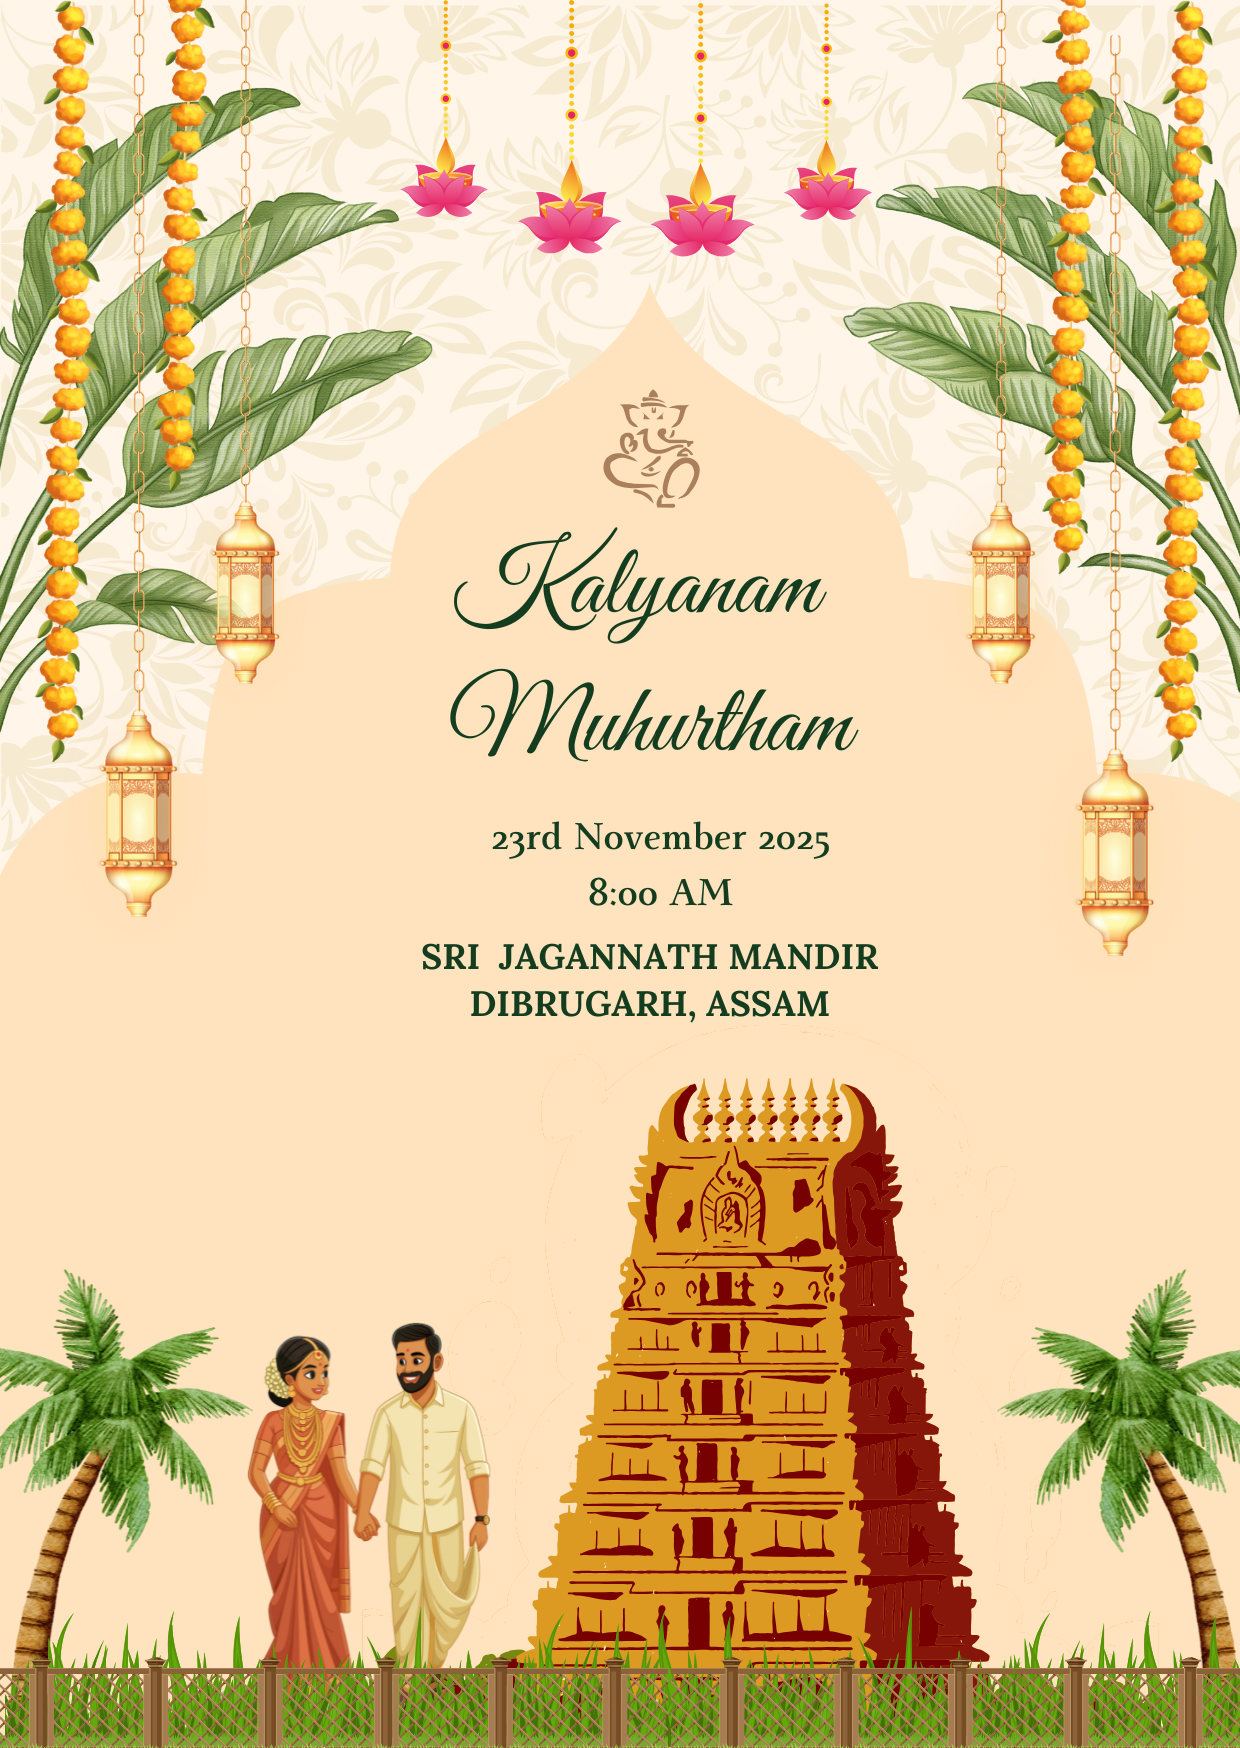 Kalyanam
Muhurtham
23rd November 2025
8:00 AM
SRI JAGANNATH MANDIR
DIBRUGARH, ASSAM